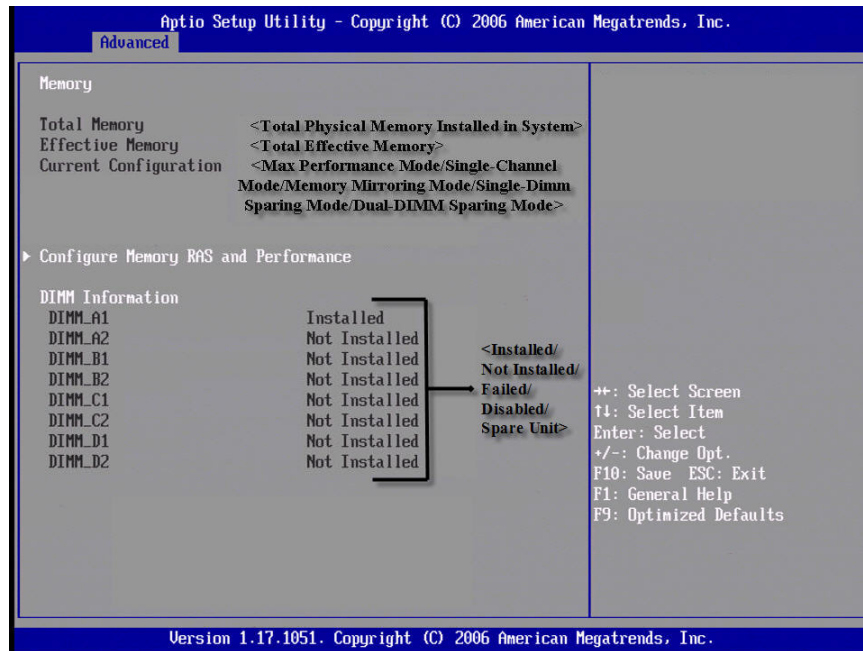 Aptio Setup Utility - Copyright (C) 2006 American Megatrends, Inc.
Advanced
Memory
Total Memory <Total Physical Memory Installed in System>
Effective Memory <Total Effective Memory>
Current Configuration <Max Performance Mode/Single-Channel
Mode/Memory Mirroring Mode/Single-Dimm
Sparing Mode/Dual-DIMM Sparing Mode>
Configure Memory RAS and Performance
DIMM Information
DIMM_A1 Installed
DIMM_A2 Not Installed
DIMM_B1 Not Installed
DIMM_B2 Not Installed
DIMM_C1 Not Installed
DIMM_C2 Not Installed
DIMM_D1 Not Installed
DIMM_D2 Not Installed
<Installed/
Not Installed/
Failed/
Disabled/
Spare Unit>
→←: Select Screen
↑↓: Select Item
Enter: Select
+/-: Change Opt.
F10: Save ESC: Exit
F1: General Help
F9: Optimized Defaults
Version 1.17.1051. Copyright (C) 2006 American Megatrends, Inc.